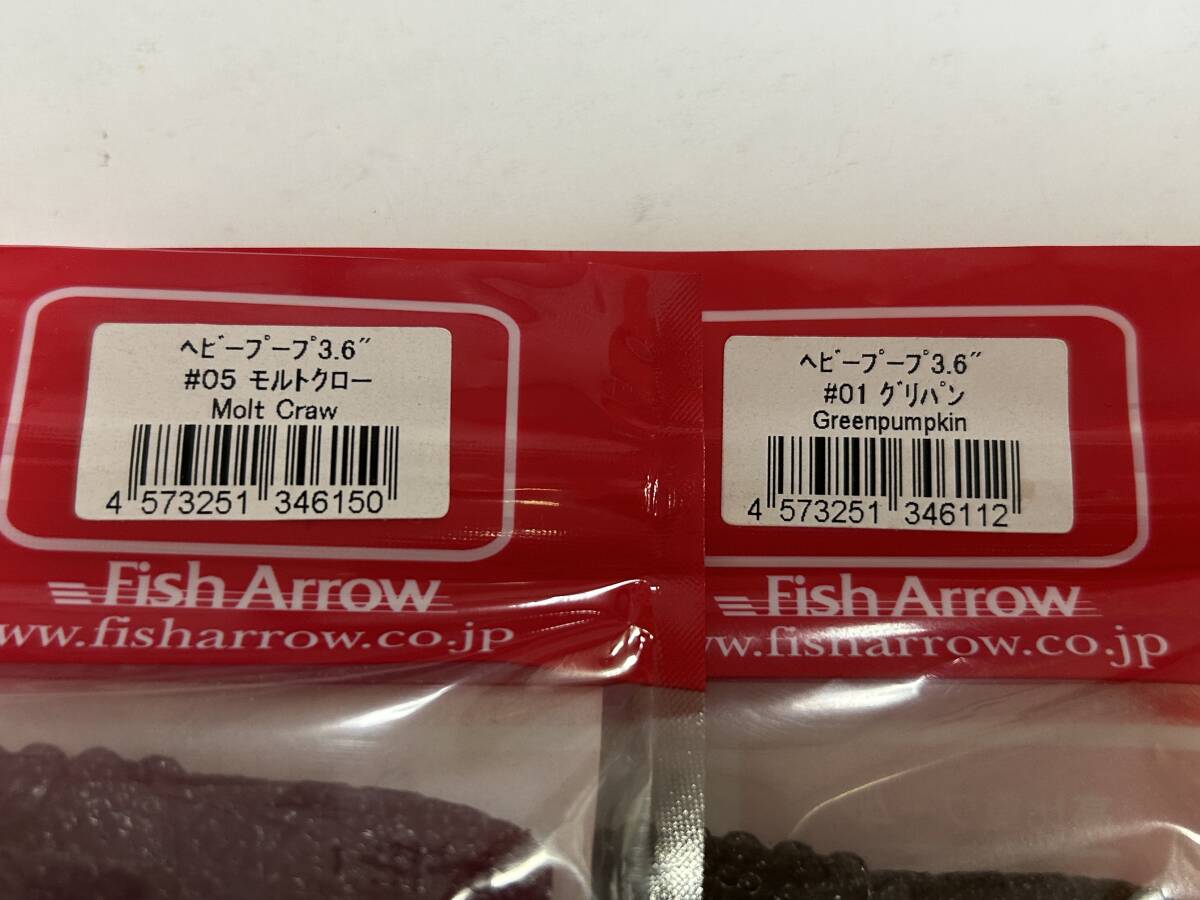 ヘビープープ3.6″
#05 モルトクロー
Molt Craw
4 573251 346150
Fish Arrow
ww.fisharrow.co.jp
ヘビープープ3.6″
#01 グリパン
Greenpumpkin
4 573251 346112
Fish Arrow
w.fisharrow.co.jp